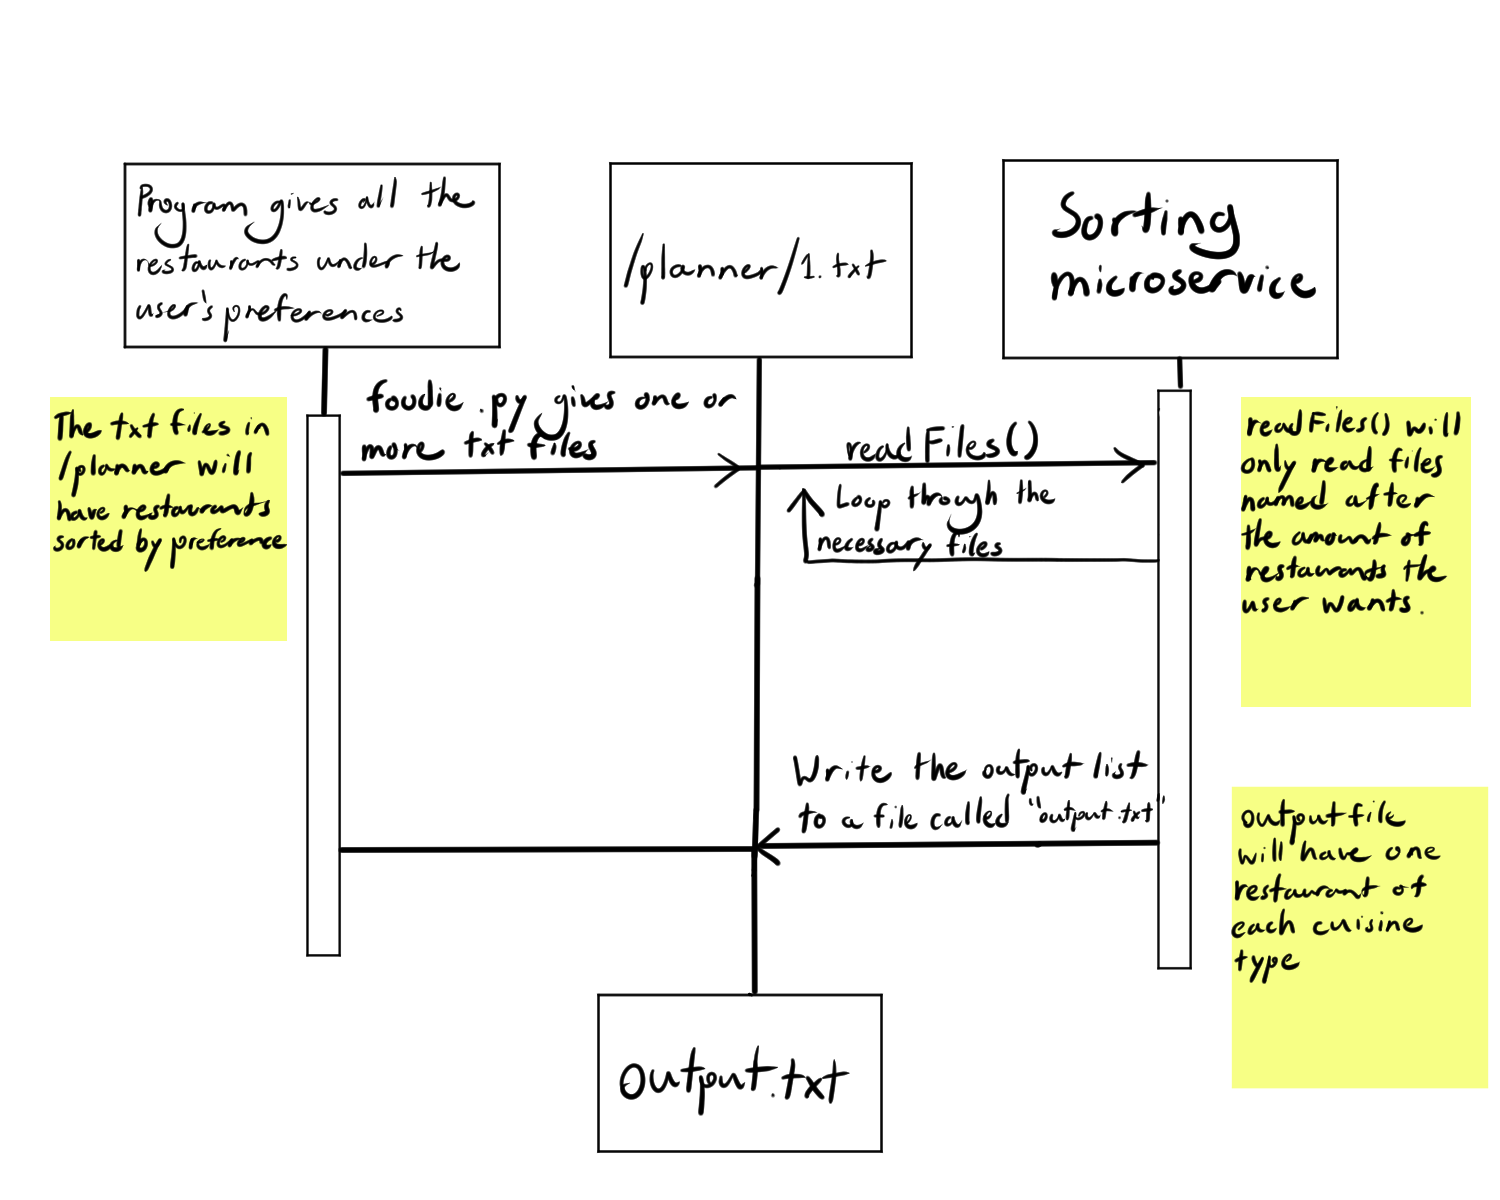 Program gives all the
restaurants under the
user's preferences
/planner/1.txt
Sorting
microservice
The txt files in
/planner will
have restaurants
sorted by preference
foodie.py gives one or
more txt files
readFiles()
Loop through the
necessary files
readFiles() will
only read files
named after
the amount of
restaurants the
user wants.
Write the output list
to a file called "output.txt"
output file
will have one
restaurant of
each cuisine
type
output.txt